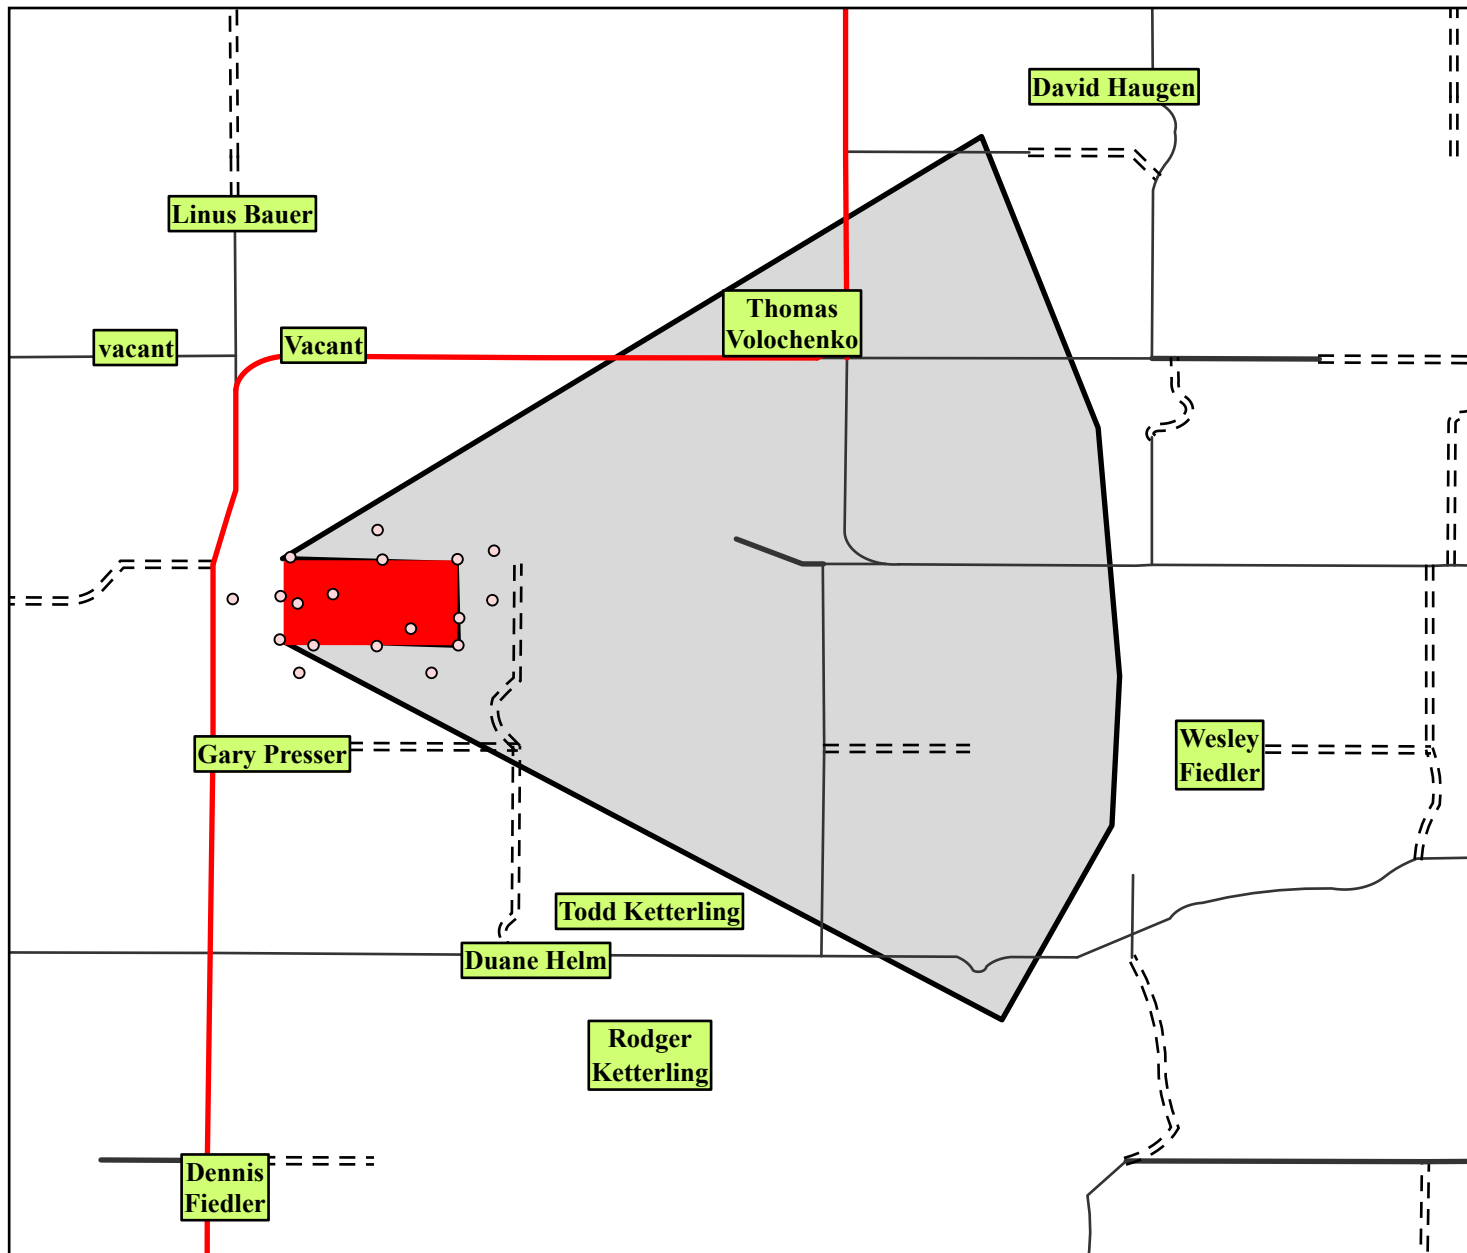 David Haugen
Linus Bauer
Thomas
Volochenko
vacant
Vacant
Gary Presser
Wesley
Fiedler
Todd Ketterling
Duane Helm
Rodger
Ketterling
Dennis
Fiedler